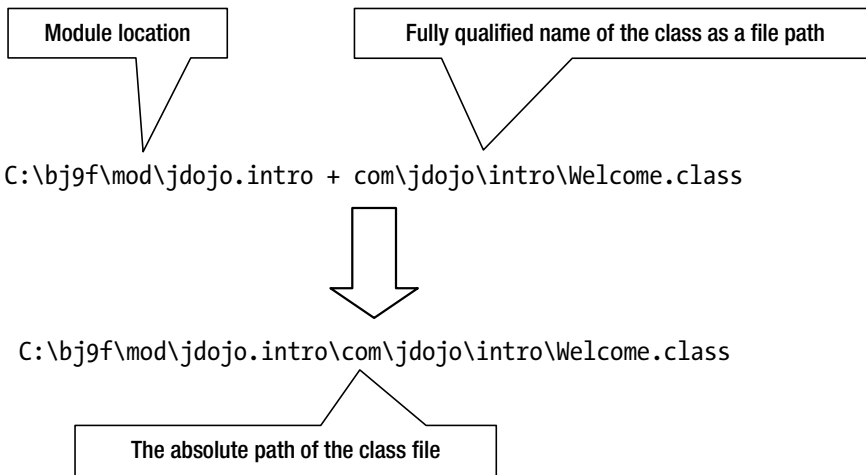 Module location
Fully qualified name of the class as a file path
C:\bj9f\mod\jdojo.intro + com\jdojo\intro\Welcome.class
C:\bj9f\mod\jdojo.intro\com\jdojo\intro\Welcome.class
The absolute path of the class file